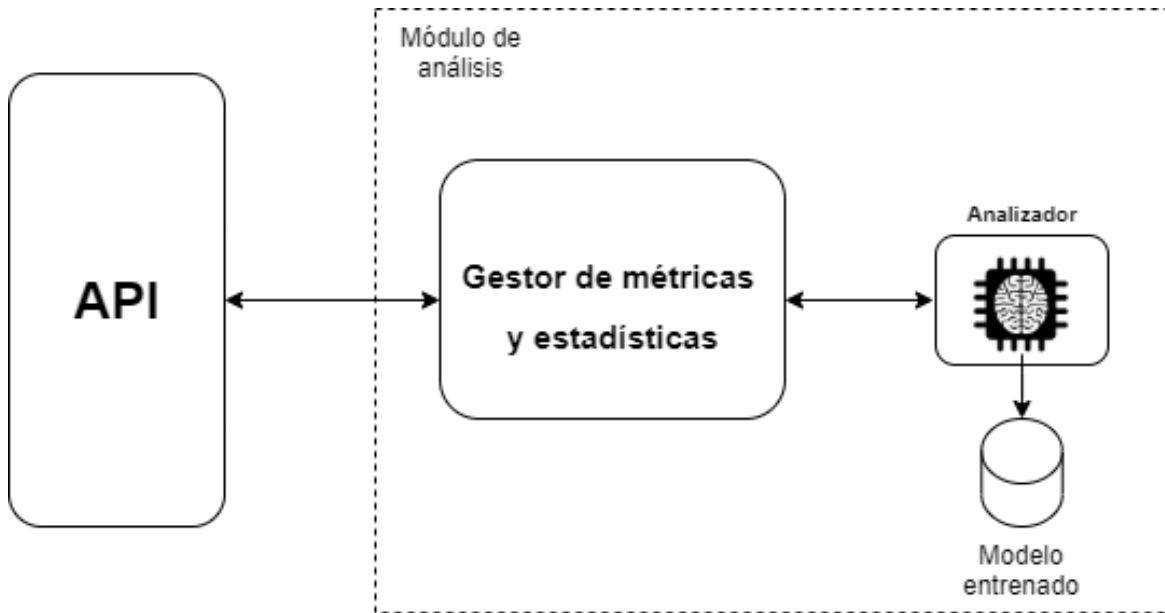 Módulo de
análisis
API
Gestor de métricas
y estadísticas
Analizador
Modelo
entrenado